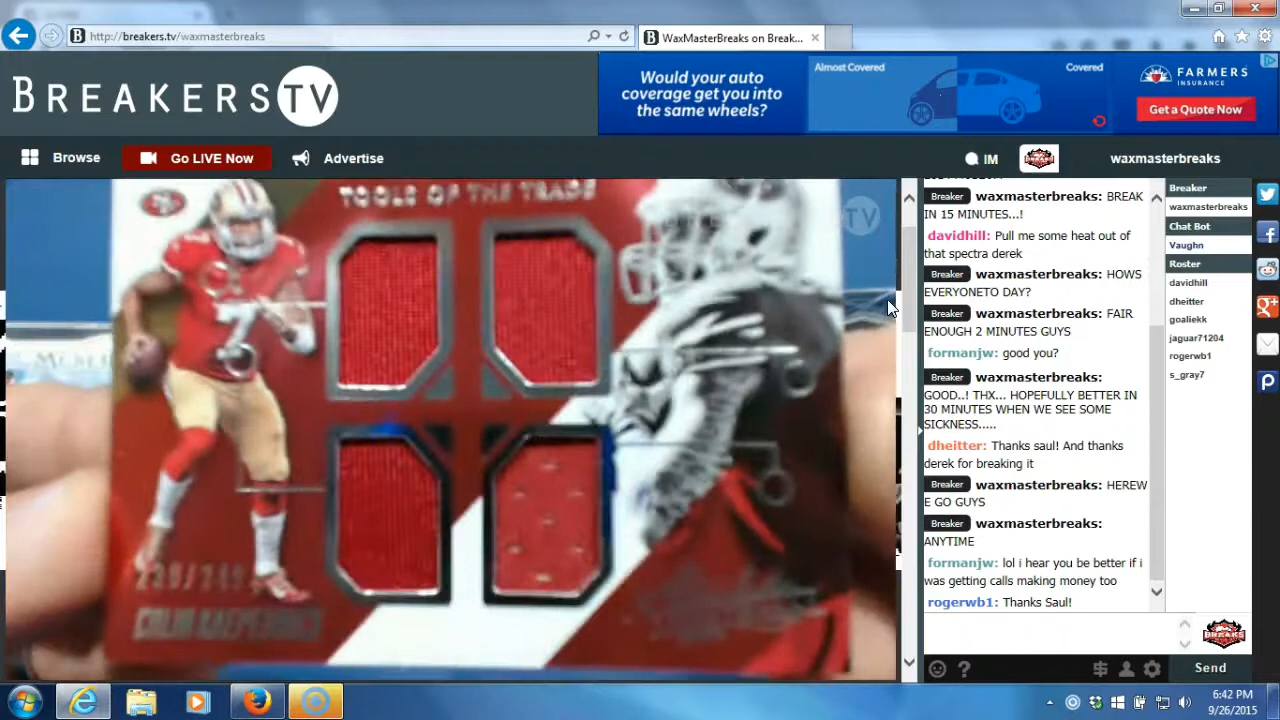 http://breakers.tv/waxmasterbreaks
WaxMasterBreaks on Break...
BREAKERS TV
Would your auto
coverage get you into
the same wheels?
Almost Covered
Covered
FARMERS
INSURANCE
Get a Quote Now
Browse
Go LIVE Now
Advertise
IM
waxmasterbreaks
TOOLS OF THE TRADE
TV
7
Breaker waxmasterbreaks: BREAK
IN 15 MINUTES...!
davidhill: Pull me some heat out of
that spectra derek
Breaker waxmasterbreaks: HOWS
EVERYONETO DAY?
Breaker waxmasterbreaks: FAIR
ENOUGH 2 MINUTES GUYS
formanjw: good you?
Breaker waxmasterbreaks:
GOOD..! THX... HOPEFULLY BETTER IN
30 MINUTES WHEN WE SEE SOME
SICKNESS.....
dheitter: Thanks saul! And thanks
derek for breaking it
Breaker waxmasterbreaks: HEREW
E GO GUYS
Breaker waxmasterbreaks:
ANYTIME
formanjw: lol i hear you be better if i
was getting calls making money too
rogerwb1: Thanks Saul!
Breaker
waxmasterbreaks
Chat Bot
Vaughn
Roster
davidhill
dheitter
goaliekk
jaguar71204
rogerwb1
s_gray7
BREAKS
Send
6:42 PM
9/26/2015